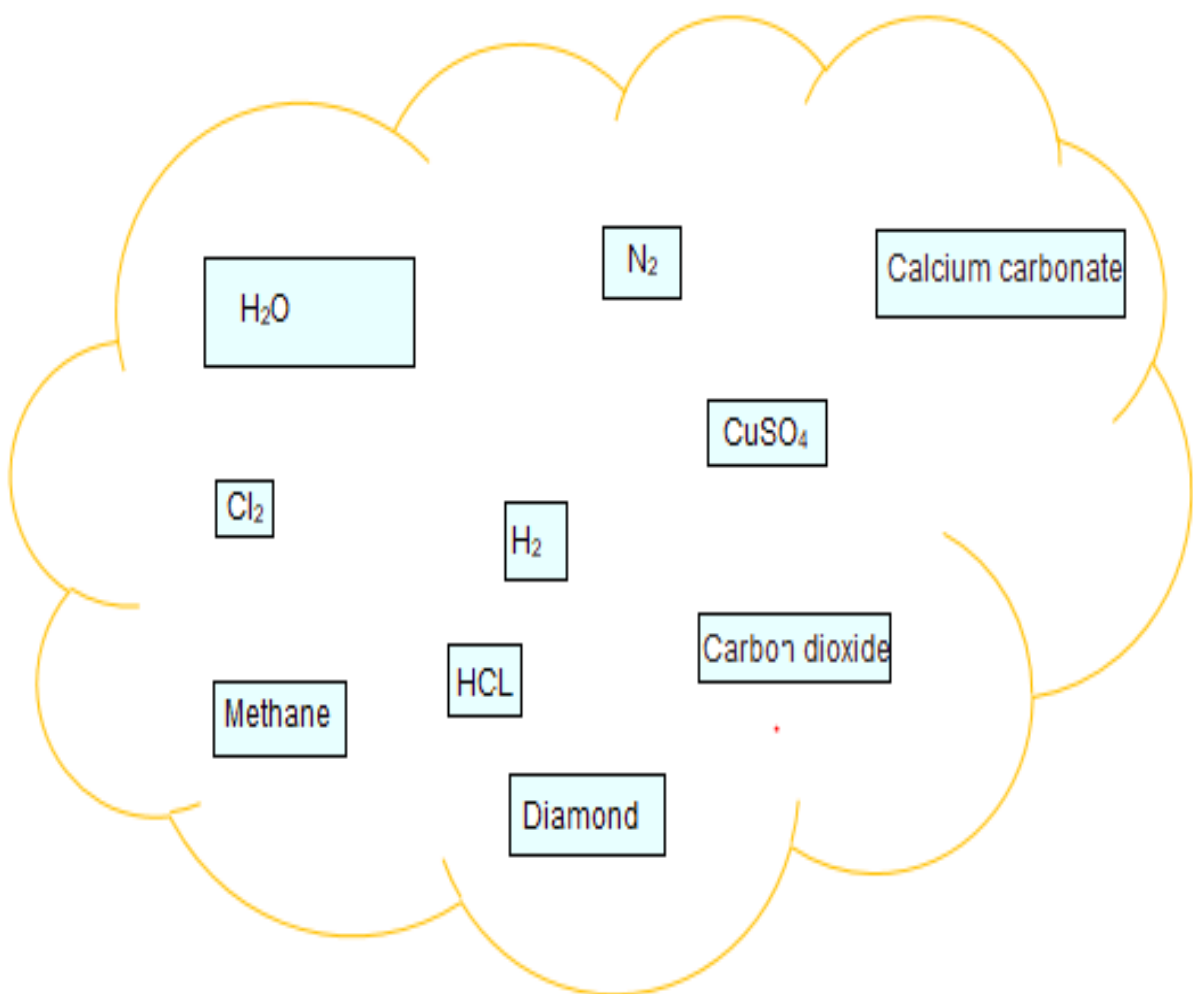 N₂
Calcium carbonate
H₂O
CuSO₄
Cl₂
H₂
Carbon dioxide
HCL
Methane
Diamond